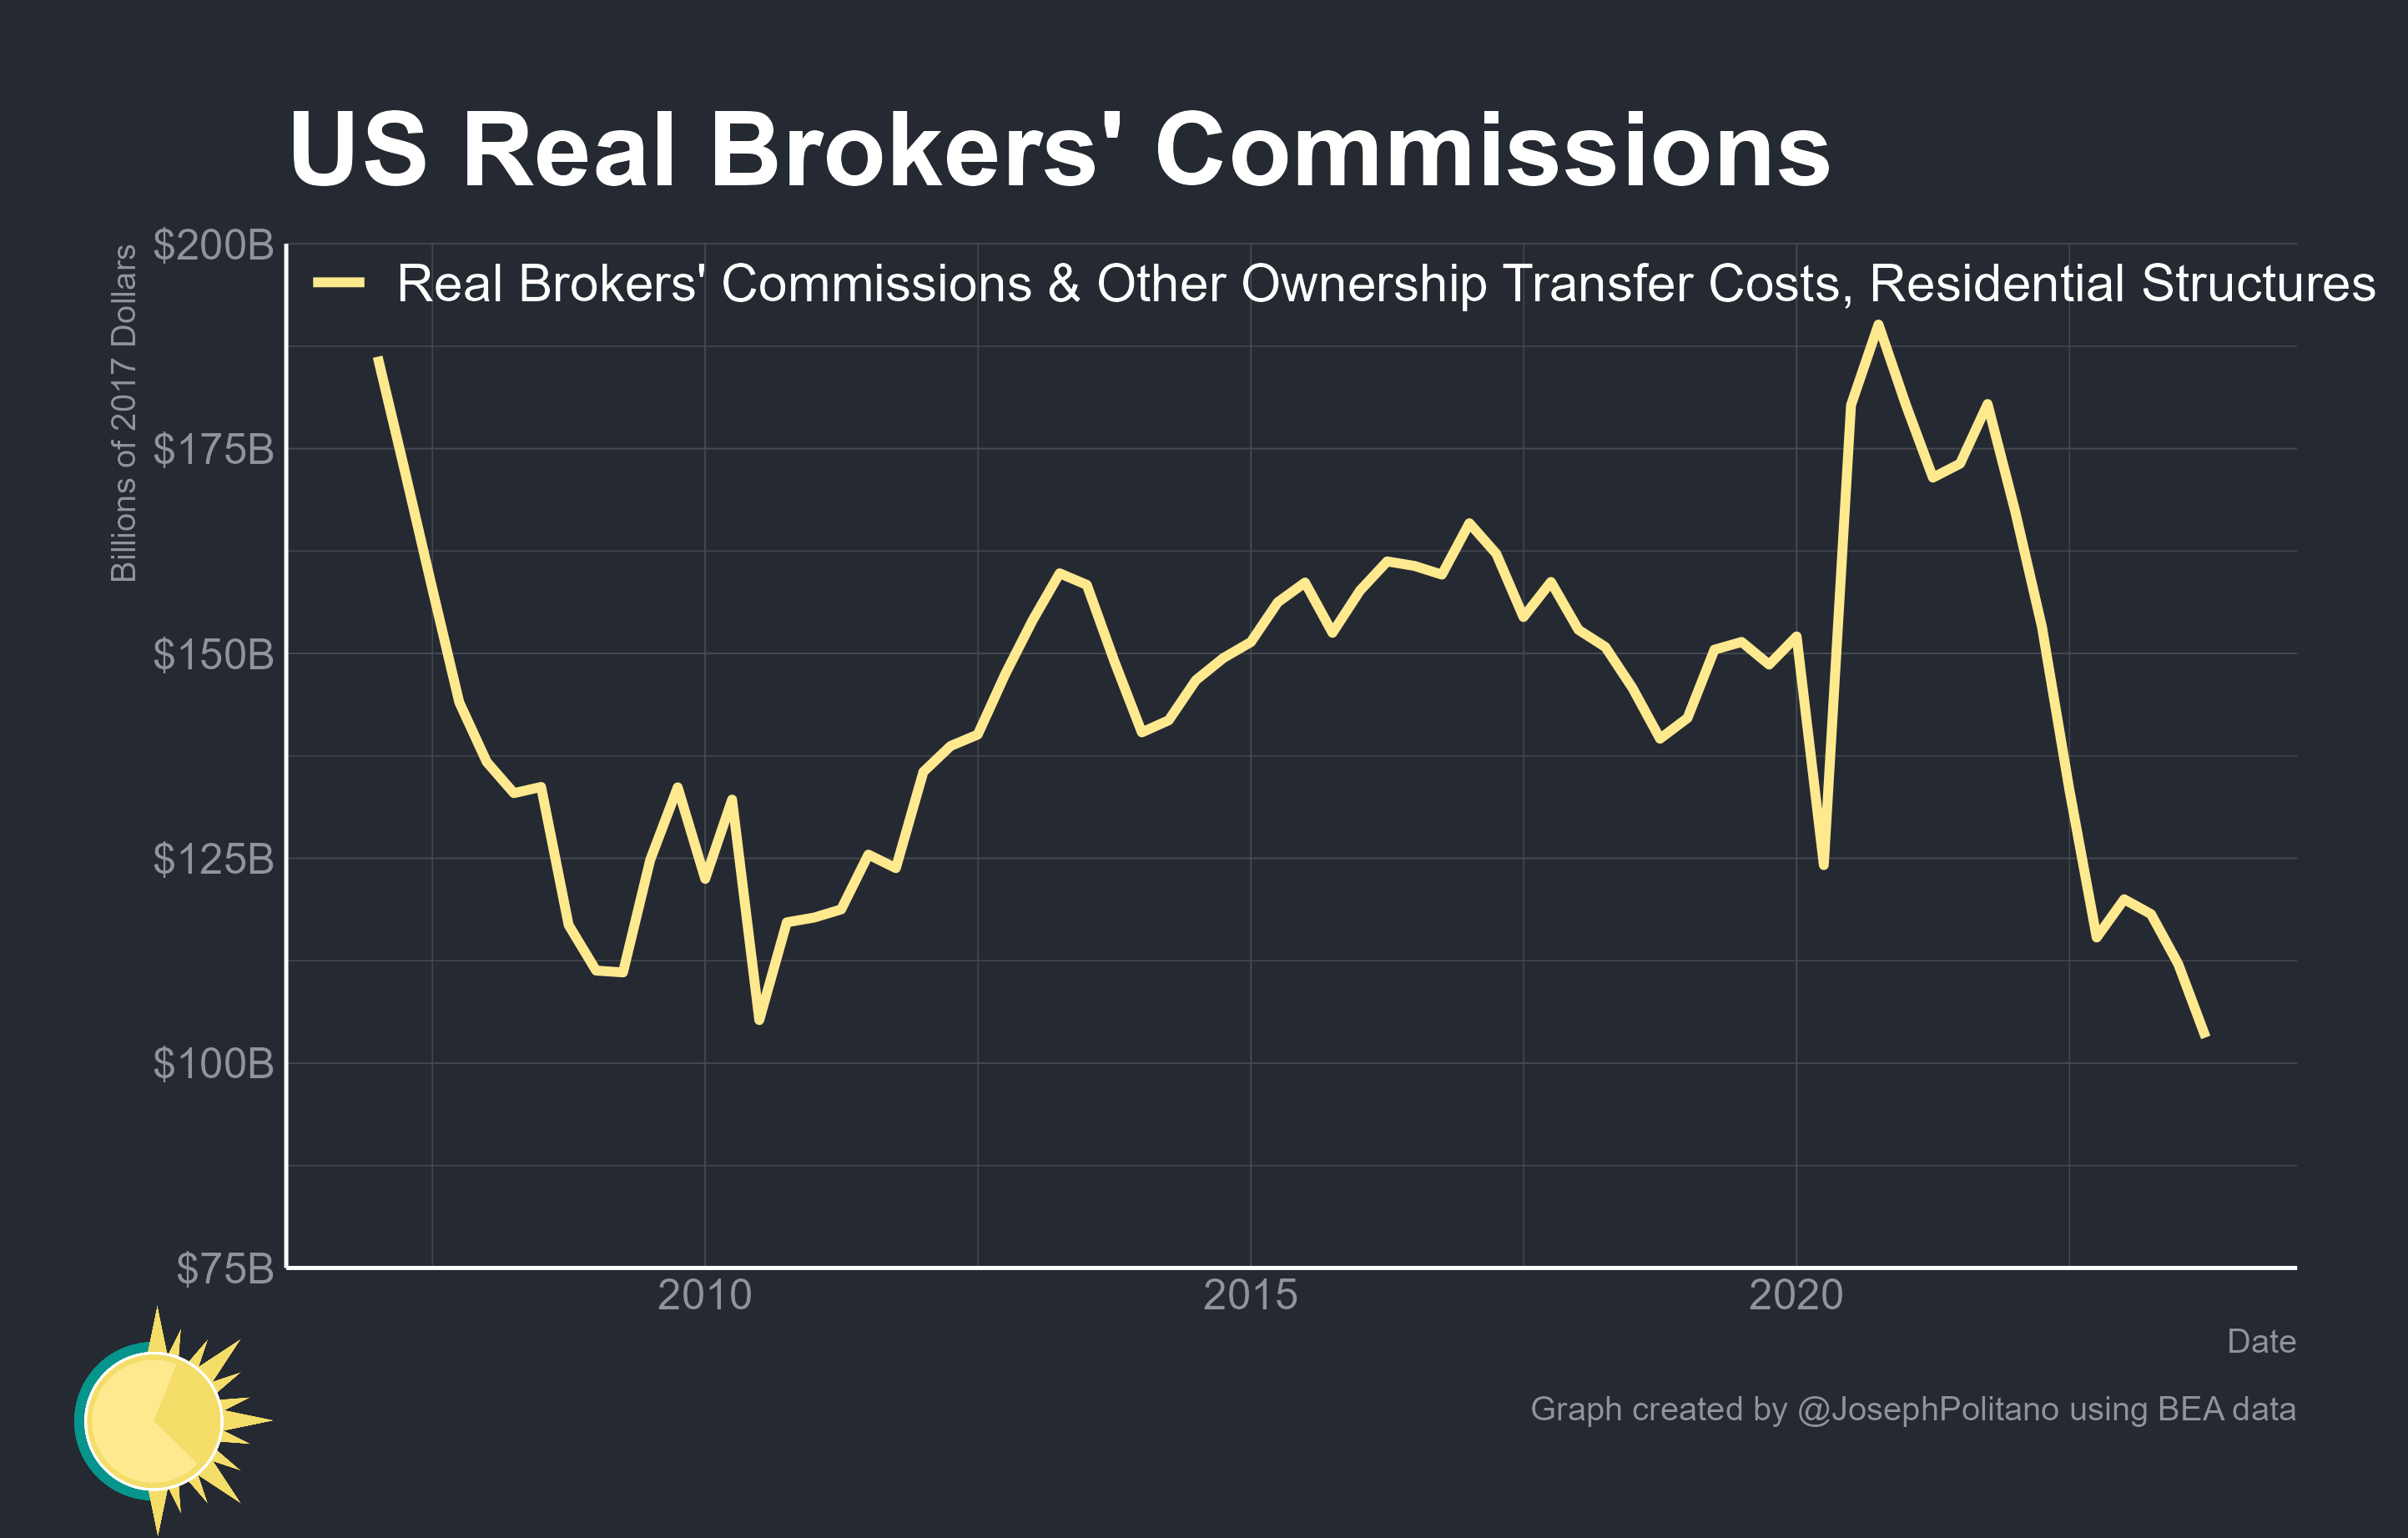 US Real Brokers' Commissions
Billions of 2017 Dollars
$200B
Real Brokers' Commissions & Other Ownership Transfer Costs, Residential Structures
$175B
$150B
$125B
$100B
$75B
2010
2015
2020
Date
Graph created by @JosephPolitano using BEA data